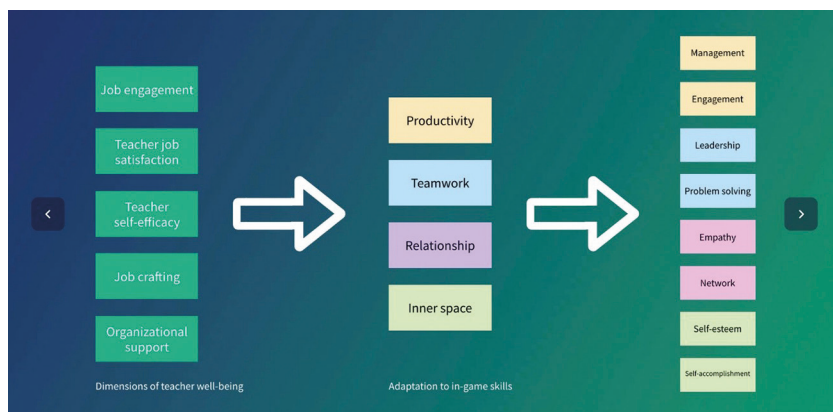 Job engagement
Teacher job
satisfaction
Teacher
self-efficacy
Job crafting
Organizational
support
Dimensions of teacher well-being
Productivity
Teamwork
Relationship
Inner space
Adaptation to in-game skills
Management
Engagement
Leadership
Problem solving
Empathy
Network
Self-esteem
Self-accomplishment